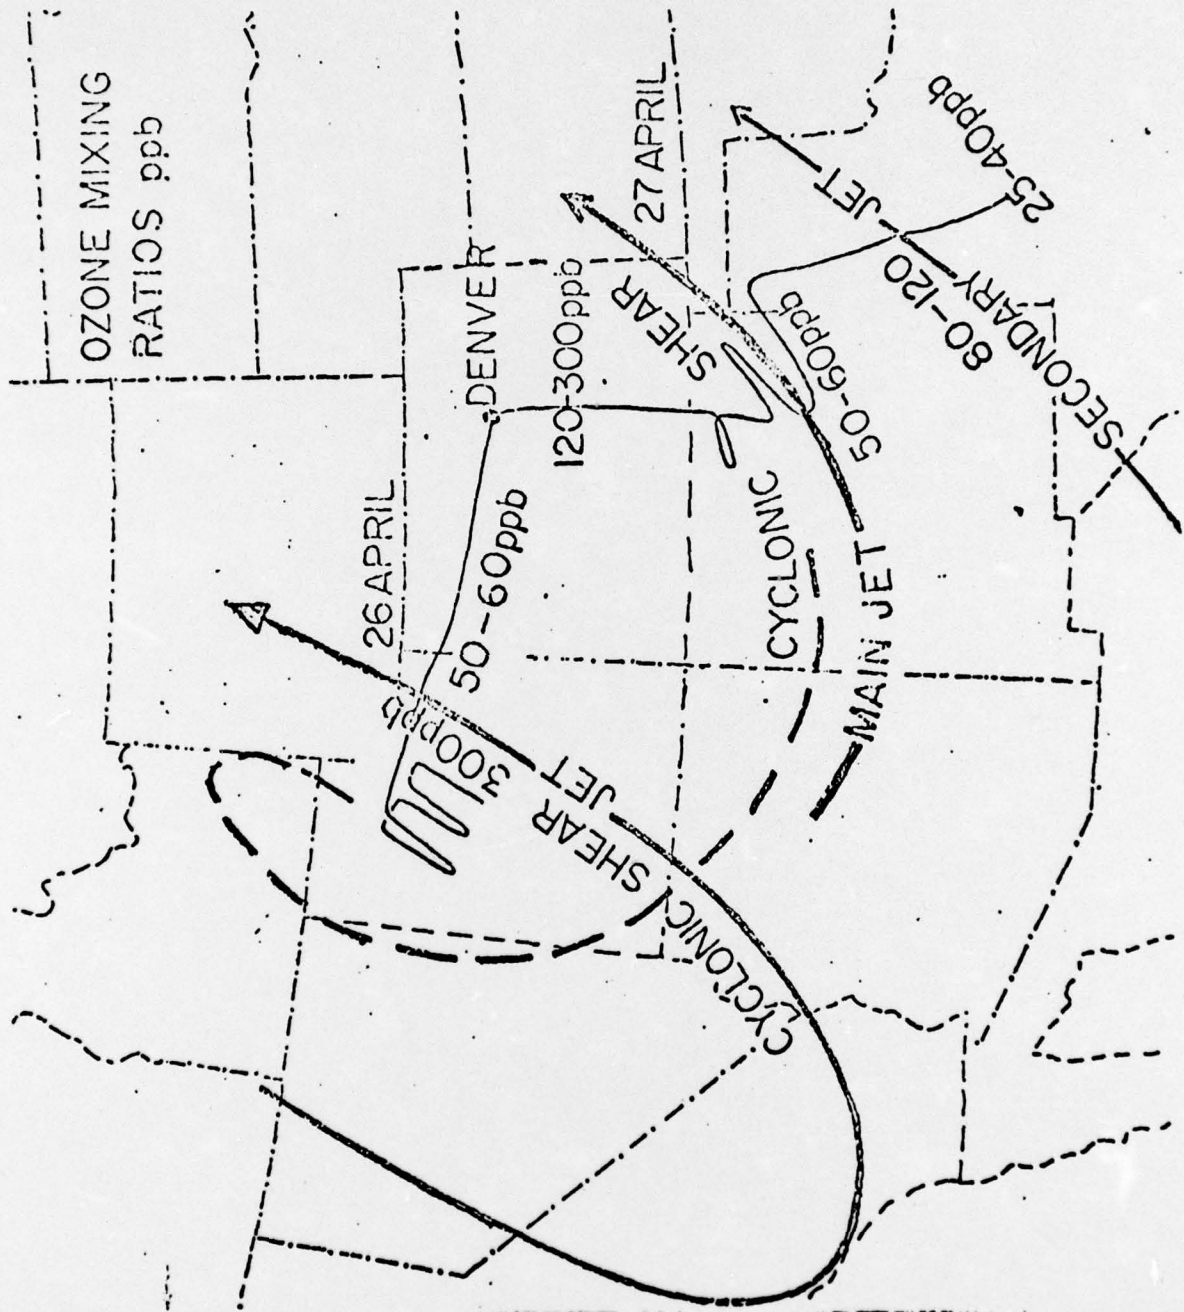 OZONE MIXING
RATIOS ppb
26 APRIL
DENVER
27 APRIL
120-300ppb
50-60ppb
300ppb
JET
CYCLONIC SHEAR
CYCLONIC
SHEAR
MAIN JET
50-60ppb
80-120
SECONDARY
JET
25-40ppb